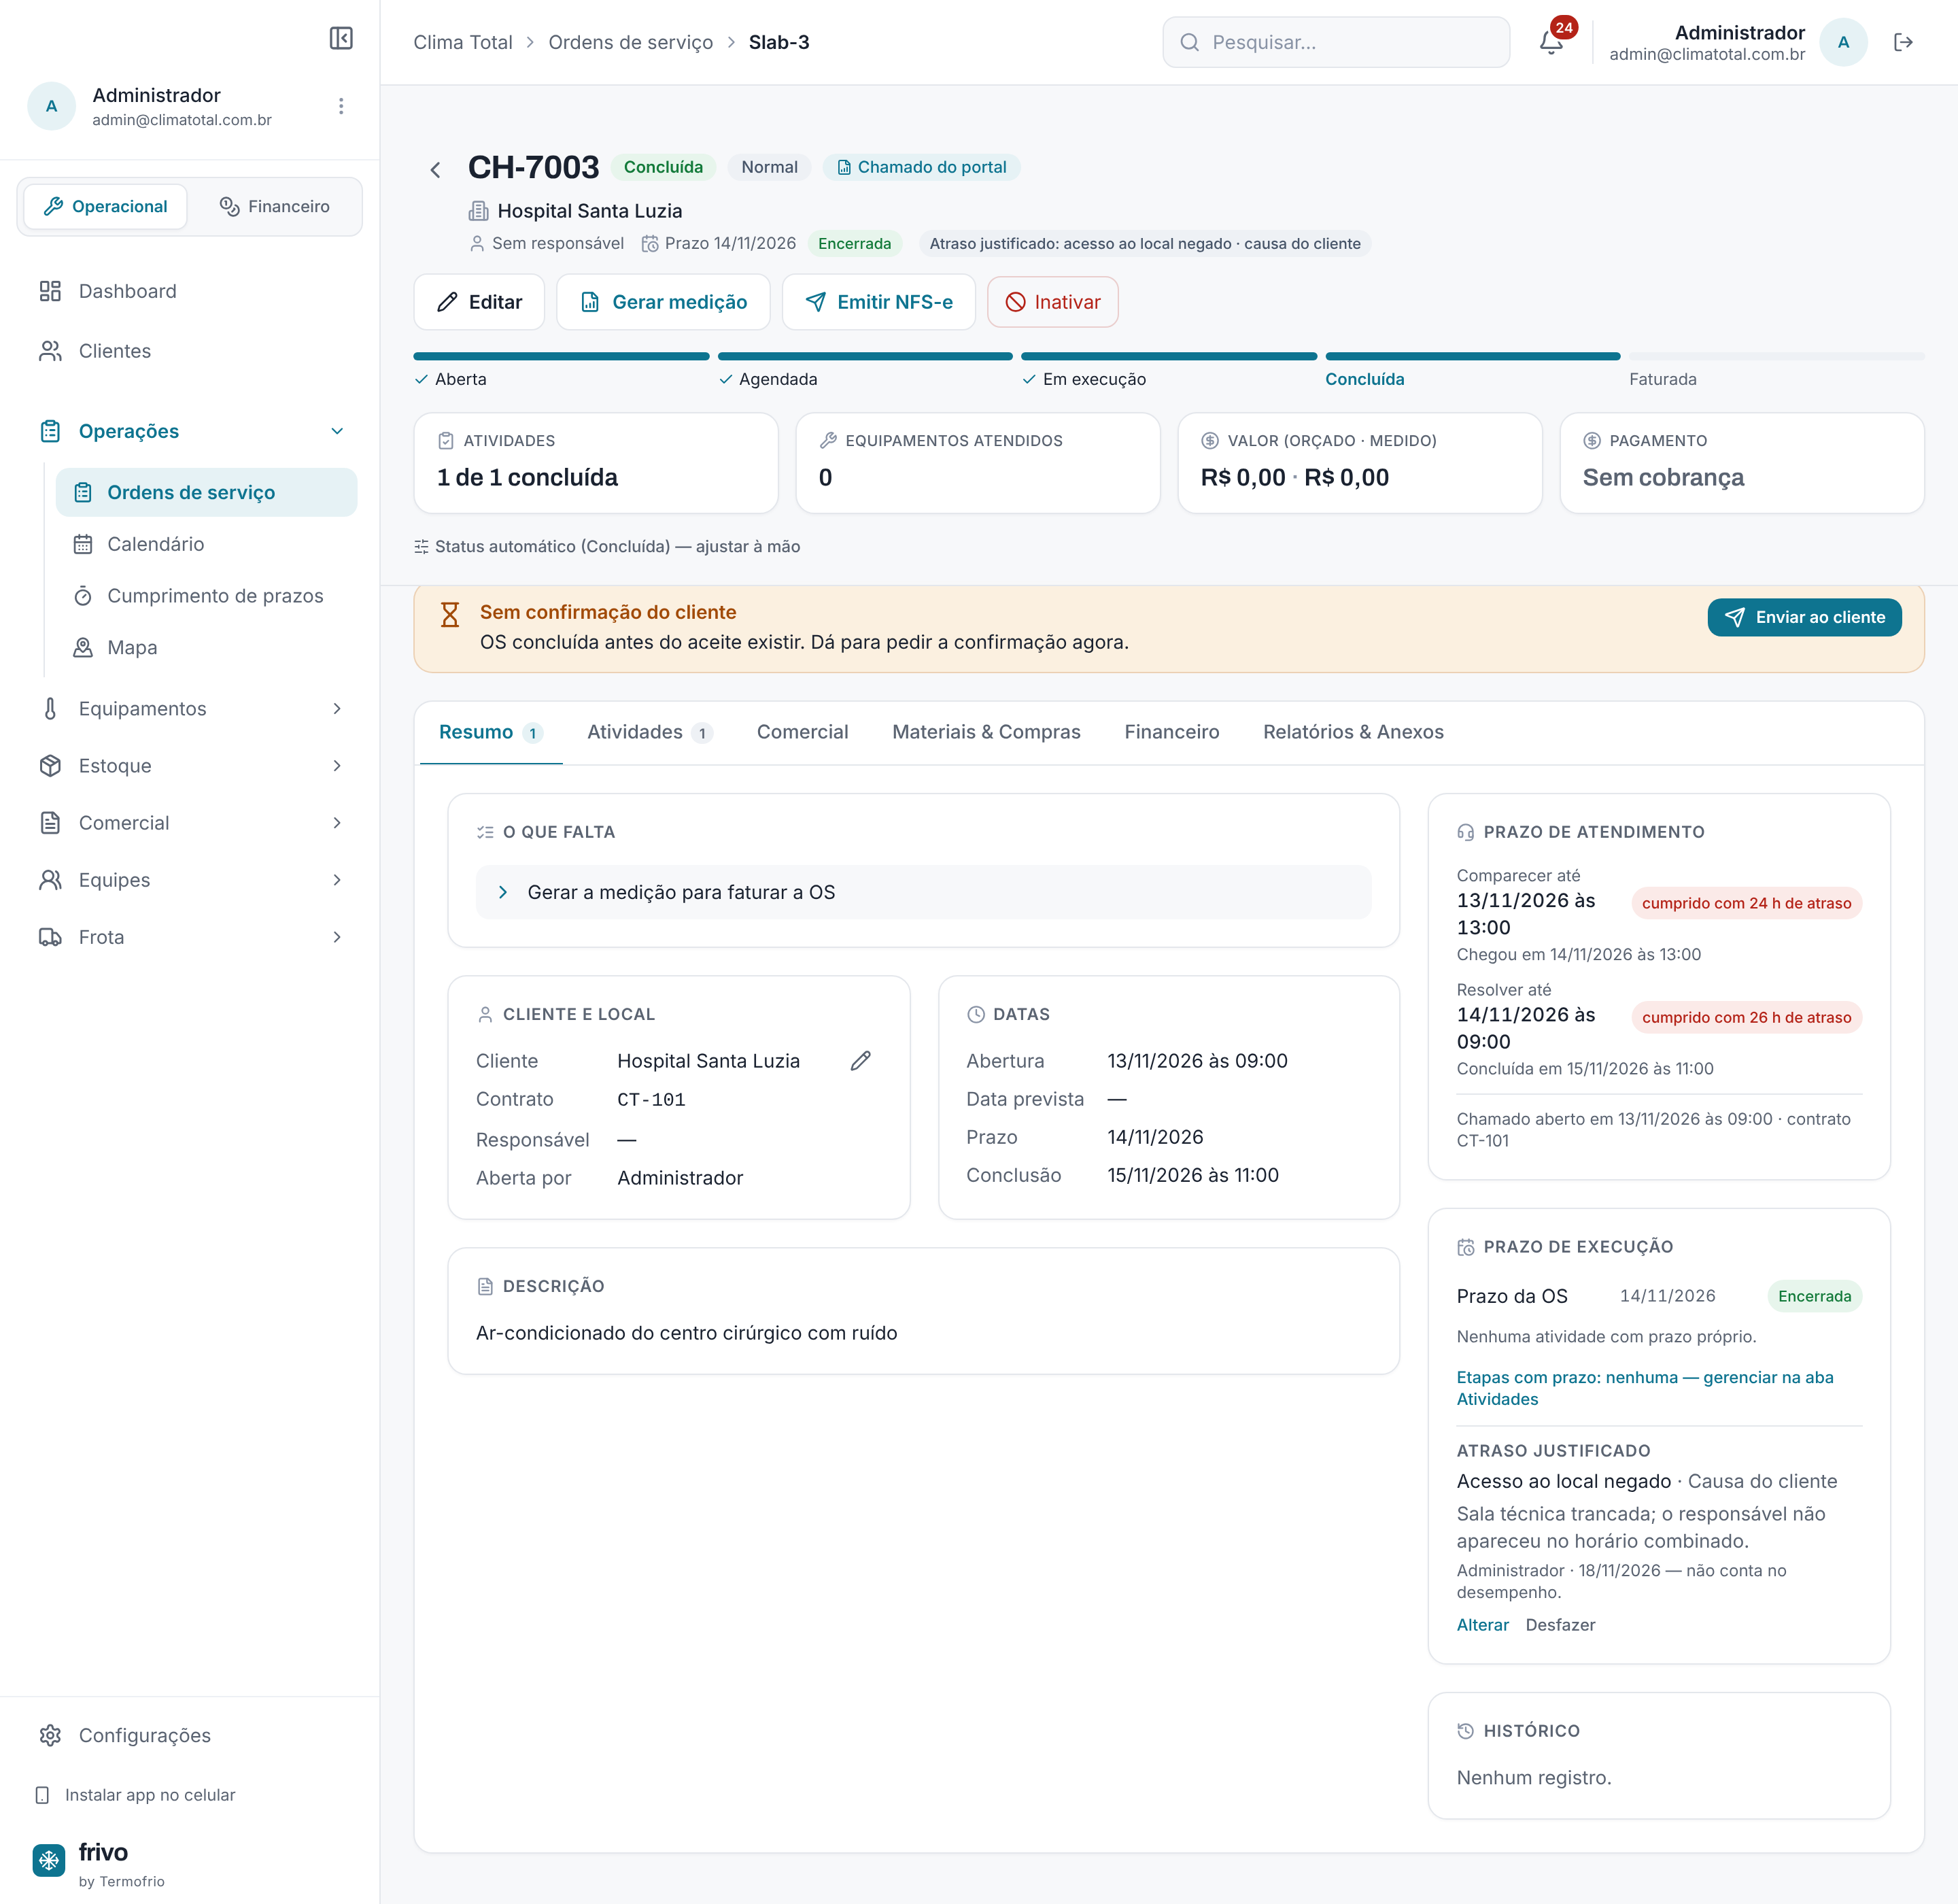 Administrador
admin@climatotal.com.br
Operacional
Financeiro
Dashboard
Clientes
Operações
Ordens de serviço
Calendário
Cumprimento de prazos
Mapa
Equipamentos
Estoque
Comercial
Equipes
Frota
Configurações
Instalar app no celular
frivo
by Termofrio
Clima Total > Ordens de serviço > Slab-3
Pesquisar...
24
Administrador
admin@climatotal.com.br
A
A
CH-7003 Concluída Normal Chamado do portal
Hospital Santa Luzia
Sem responsável Prazo 14/11/2026 Encerrada Atraso justificado: acesso ao local negado · causa do cliente
Editar Gerar medição Emitir NFS-e Inativar
Aberta Agendada Em execução Concluída Faturada
ATIVIDADES
1 de 1 concluída
EQUIPAMENTOS ATENDIDOS
0
VALOR (ORÇADO · MEDIDO)
R$ 0,00 · R$ 0,00
PAGAMENTO
Sem cobrança
Status automático (Concluída) — ajustar à mão
Sem confirmação do cliente
OS concluída antes do aceite existir. Dá para pedir a confirmação agora.
Enviar ao cliente
Resumo 1 Atividades 1 Comercial Materiais & Compras Financeiro Relatórios & Anexos
O QUE FALTA
Gerar a medição para faturar a OS
CLIENTE E LOCAL
Cliente Hospital Santa Luzia
Contrato CT-101
Responsável —
Aberta por Administrador
DATAS
Abertura 13/11/2026 às 09:00
Data prevista —
Prazo 14/11/2026
Conclusão 15/11/2026 às 11:00
DESCRIÇÃO
Ar-condicionado do centro cirúrgico com ruído
PRAZO DE ATENDIMENTO
Comparecer até
13/11/2026 às
13:00
cumprido com 24 h de atraso
Chegou em 14/11/2026 às 13:00
Resolver até
14/11/2026 às
09:00
cumprido com 26 h de atraso
Concluída em 15/11/2026 às 11:00
Chamado aberto em 13/11/2026 às 09:00 · contrato
CT-101
PRAZO DE EXECUÇÃO
Prazo da OS 14/11/2026 Encerrada
Nenhuma atividade com prazo próprio.
Etapas com prazo: nenhuma — gerenciar na aba
Atividades
ATRASO JUSTIFICADO
Acesso ao local negado · Causa do cliente
Sala técnica trancada; o responsável não
apareceu no horário combinado.
Administrador · 18/11/2026 — não conta no
desempenho.
Alterar Desfazer
HISTÓRICO
Nenhum registro.